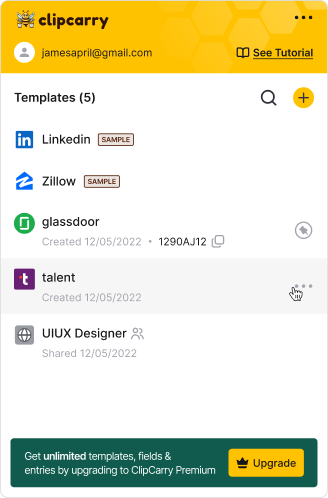 clipcarry
jamesapril@gmail.com See Tutorial
Templates (5)
Linkedin SAMPLE
Zillow SAMPLE
glassdoor
Created 12/05/2022 • 1290AJ12
talent
Created 12/05/2022
UIUX Designer
Shared 12/05/2022
Get unlimited templates, fields &
entries by upgrading to ClipCarry Premium
Upgrade